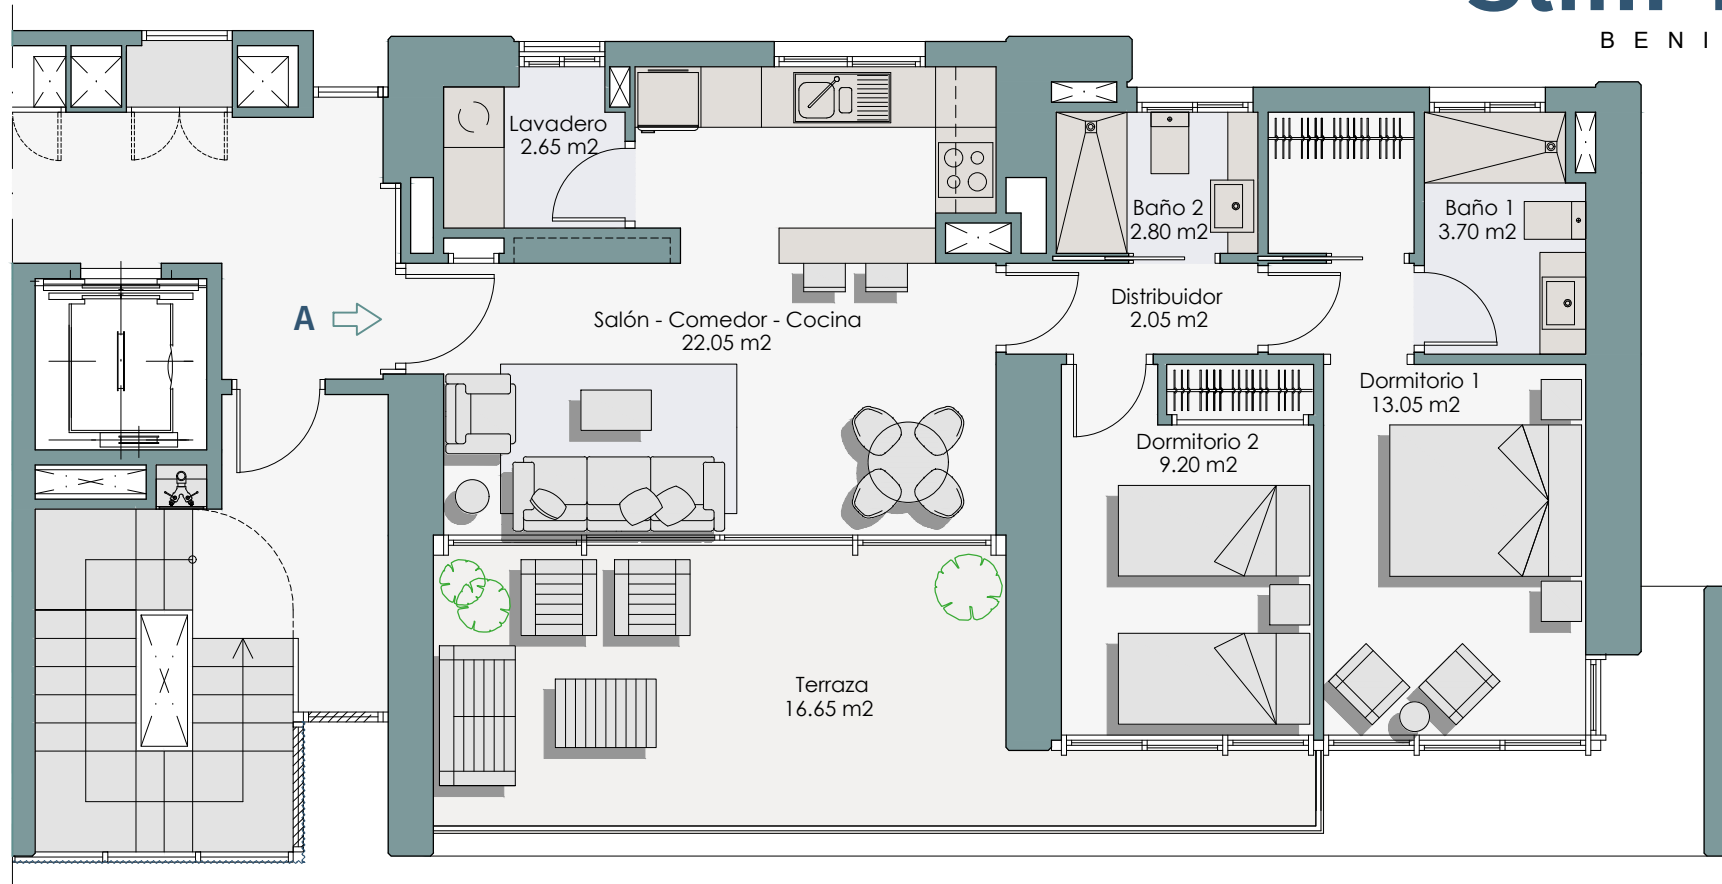 BENI
Lavadero
2.65 m2
Baño 2
2.80 m2
Baño 1
3.70 m2
A
Salón - Comedor - Cocina
22.05 m2
Distribuidor
2.05 m2
Dormitorio 1
13.05 m2
Dormitorio 2
9.20 m2
Terraza
16.65 m2